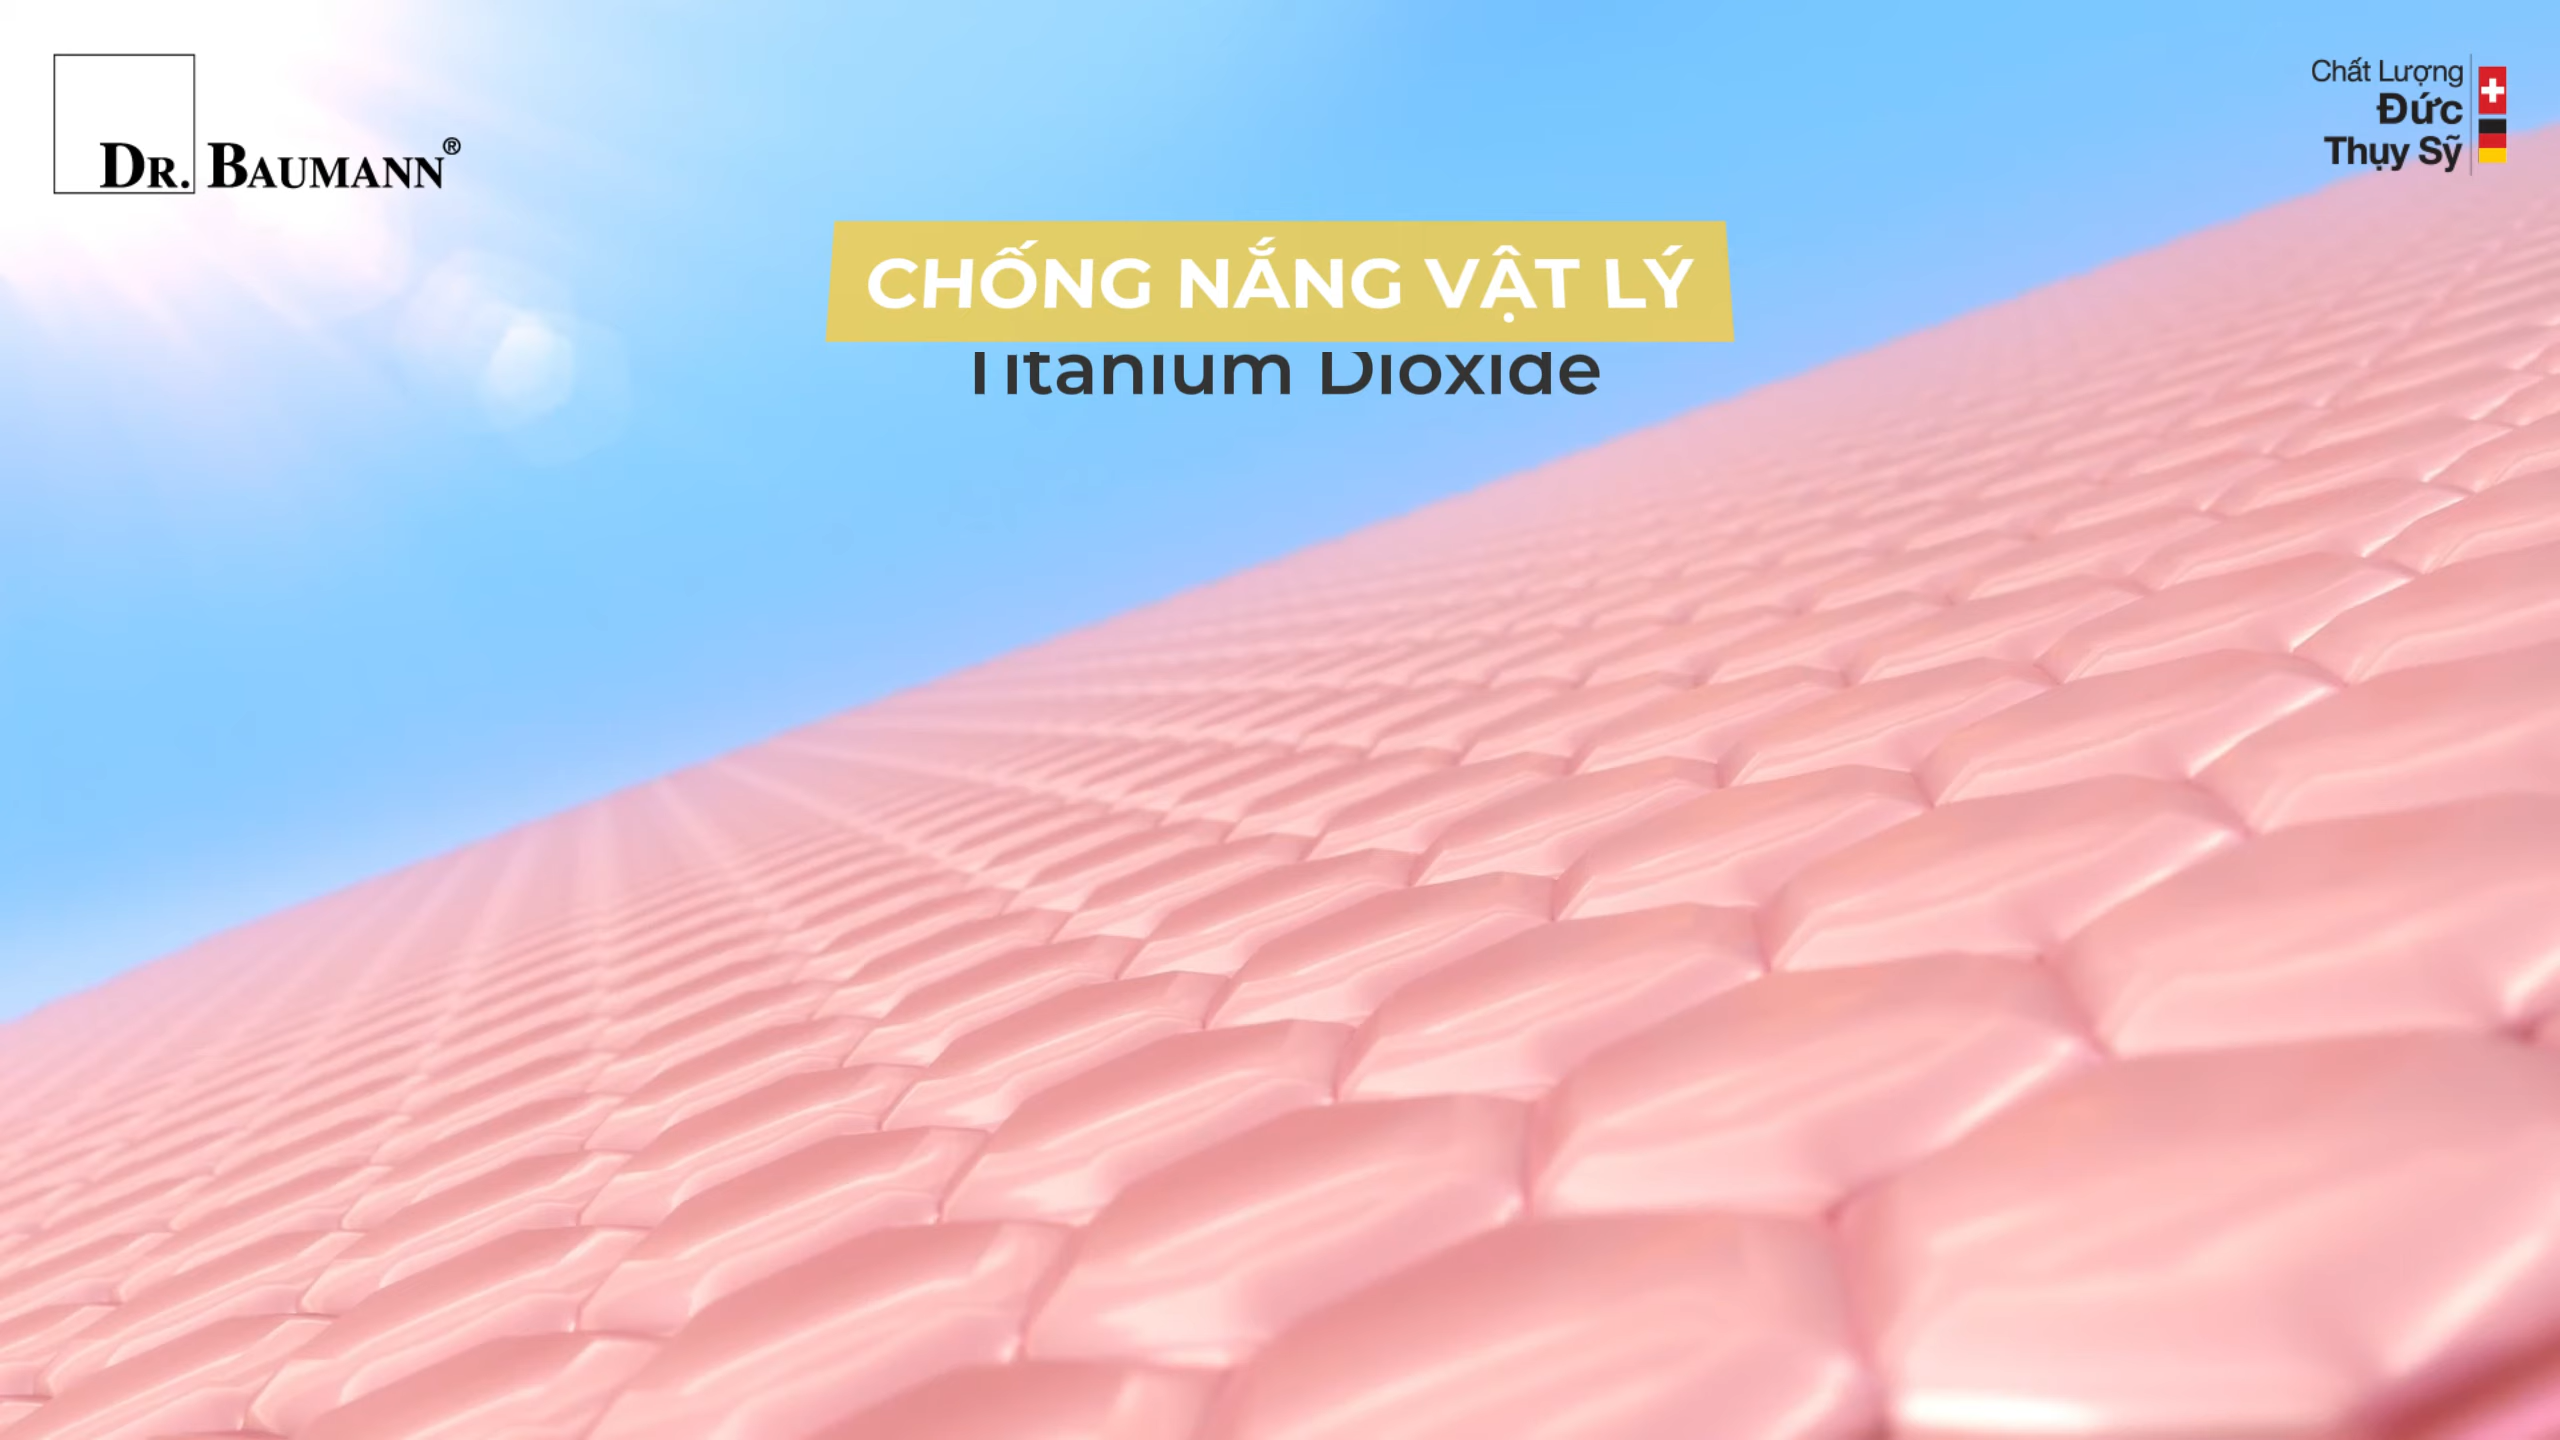 DR. BAUMANN®
Chất Lượng
Đức
Thụy Sỹ
CHỐNG NẮNG VẬT LÝ
Titanium Dioxide